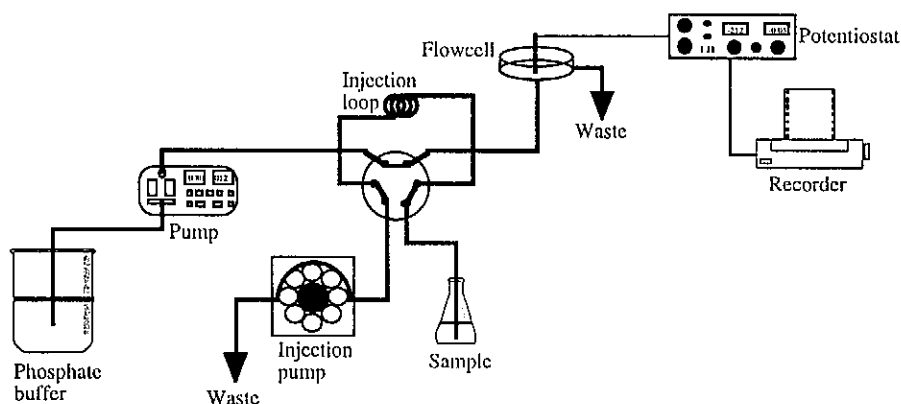 Flowcell
Potentiostat
Injection
loop
Waste
Recorder
Pump
Phosphate
buffer
Injection
pump
Sample
Waste